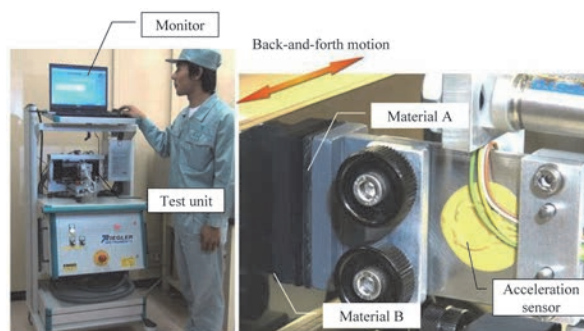 Monitor
Back-and-forth motion
Material A
Test unit
ZIEGLER
Acceleration
sensor
Material B